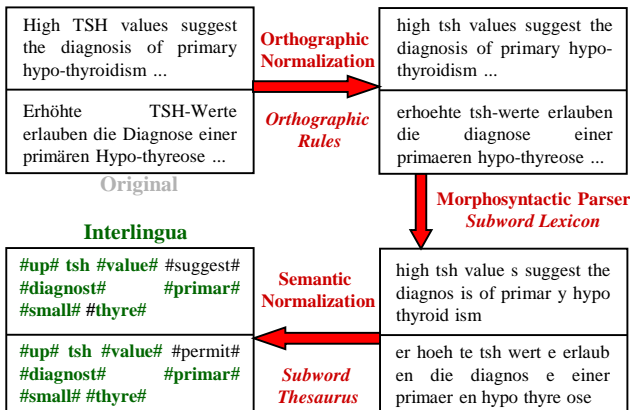 High TSH values suggest
the diagnosis of primary
hypo-thyroidism ...
Erhöhte TSH-Werte
erlauben die Diagnose einer
primären Hypo-thyreose ...
Original
Orthographic
Normalization
Orthographic
Rules
high tsh values suggest the
diagnosis of primary hypo-
thyroidism ...
erhoehte tsh-werte erlauben
die diagnose einer
primaeren hypo-thyreose ...
Morphosyntactic Parser
Subword Lexicon
high tsh value s suggest the
diagnos is of primar y hypo
thyroid ism
er hoeh te tsh wert e erlaub
en die diagnos e einer
primaer en hypo thyre ose
Semantic
Normalization
Subword
Thesaurus
Interlingua
#up# tsh #value# #suggest#
#diagnost# #primar#
#small# #thyre#
#up# tsh #value# #permit#
#diagnost# #primar#
#small# #thyre#